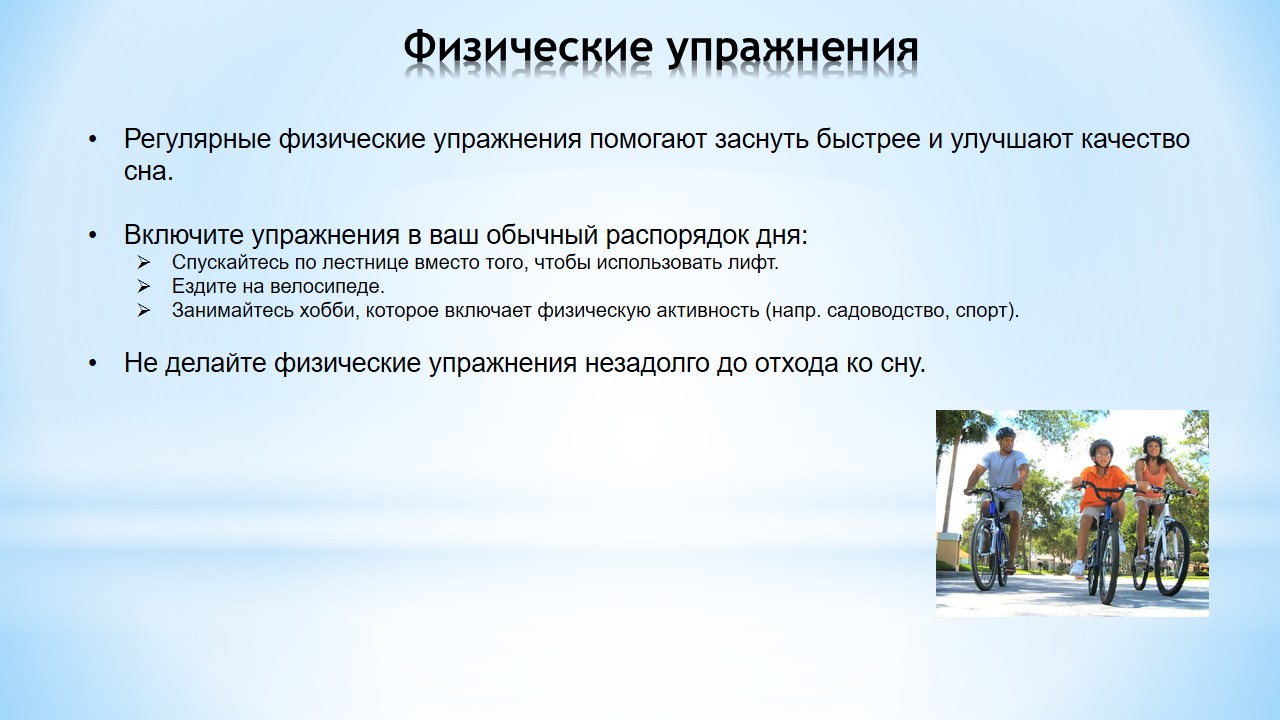 Физические упражнения
• Регулярные физические упражнения помогают заснуть быстрее и улучшают качество
сна.
• Включите упражнения в ваш обычный распорядок дня:
➢ Спускайтесь по лестнице вместо того, чтобы использовать лифт.
➢ Ездите на велосипеде.
➢ Занимайтесь хобби, которое включает физическую активность (напр. садоводство, спорт).
• Не делайте физические упражнения незадолго до отхода ко сну.